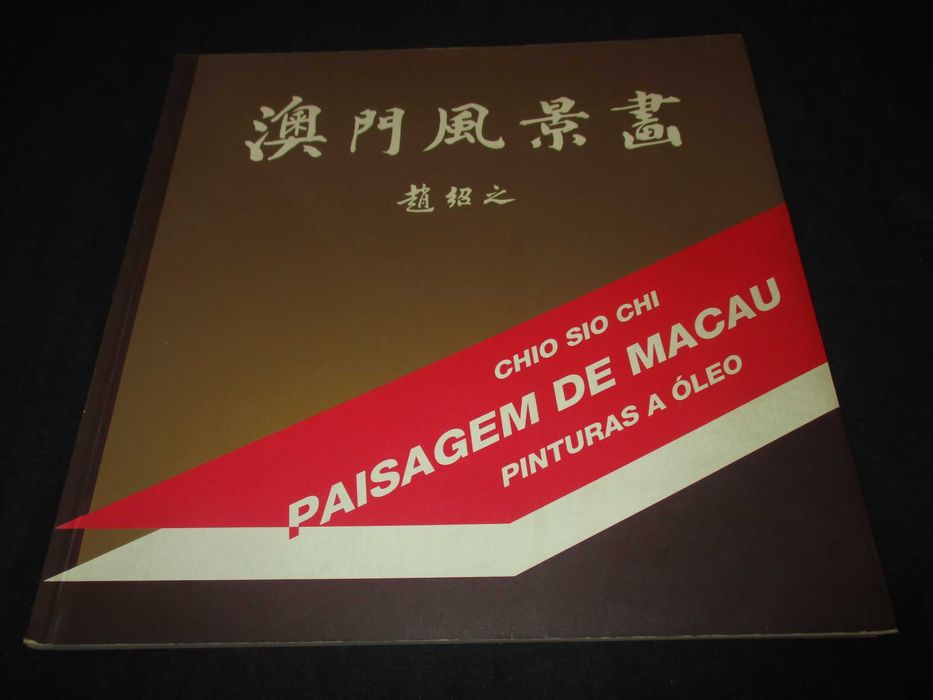 澳門風景畫
趙紹之
CHIO SIO CHI
PAISAGEM DE MACAU
PINTURAS A ÓLEO